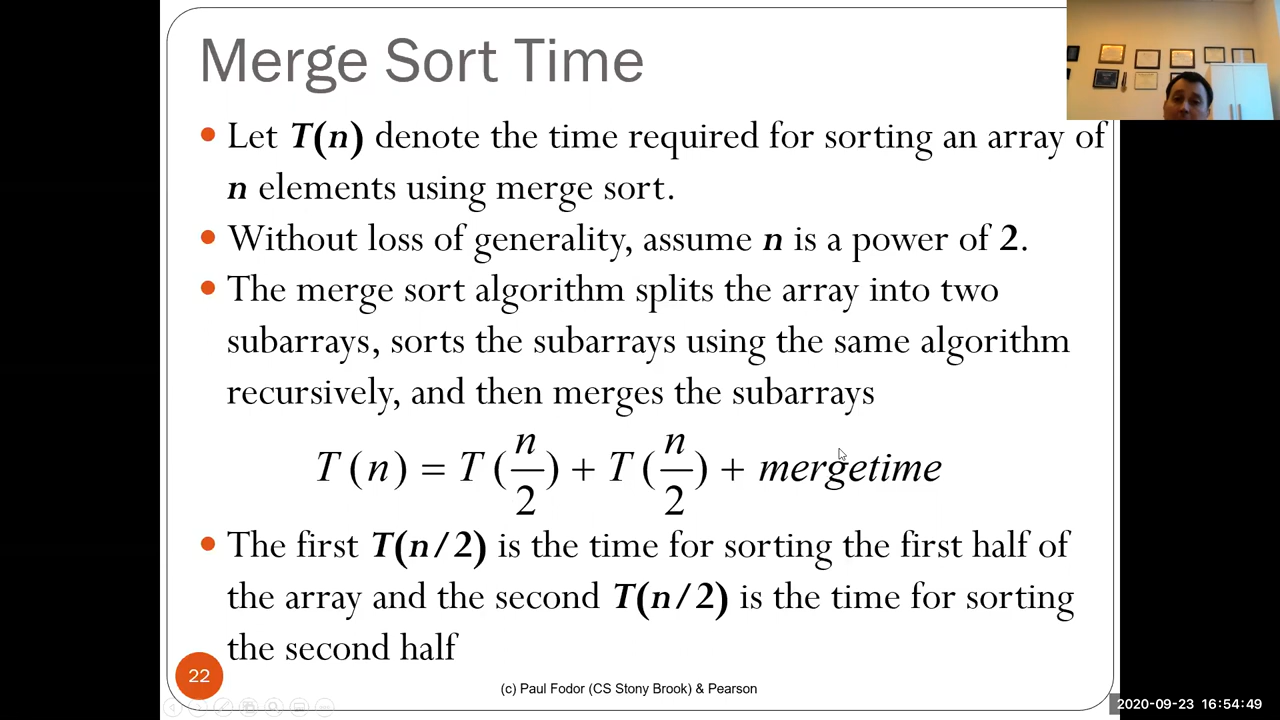 Merge Sort Time
• Let T(n) denote the time required for sorting an array of
n elements using merge sort.
• Without loss of generality, assume n is a power of 2.
• The merge sort algorithm splits the array into two
subarrays, sorts the subarrays using the same algorithm
recursively, and then merges the subarrays
T(n) = T(n/2) + T(n/2) + mergetime
• The first T(n/2) is the time for sorting the first half of
the array and the second T(n/2) is the time for sorting
the second half
22
(c) Paul Fodor (CS Stony Brook) & Pearson
2020-09-23 16:54:49